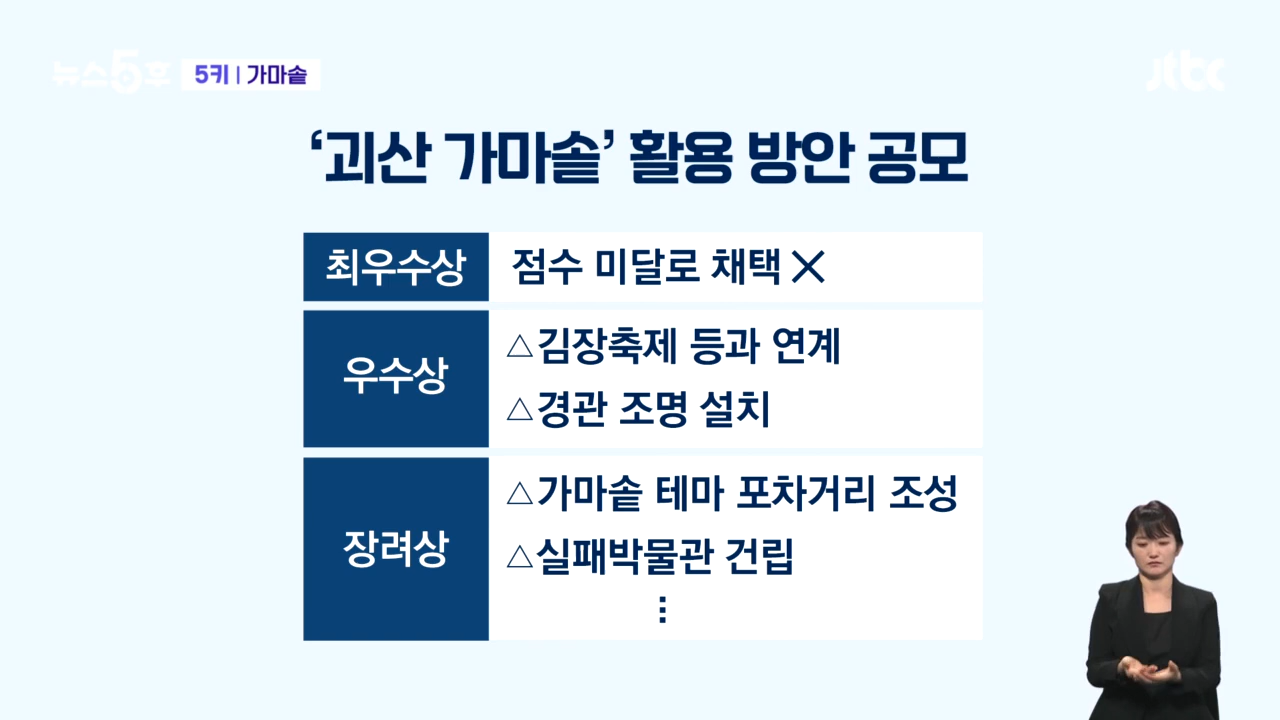 뉴스5후
5키 | 가마솥
jtbc
‘괴산 가마솥’ 활용 방안 공모
최우수상
점수 미달로 채택 ✕
우수상
△김장축제 등과 연계
△경관 조명 설치
장려상
△가마솥 테마 포차거리 조성
△실패박물관 건립
⋮